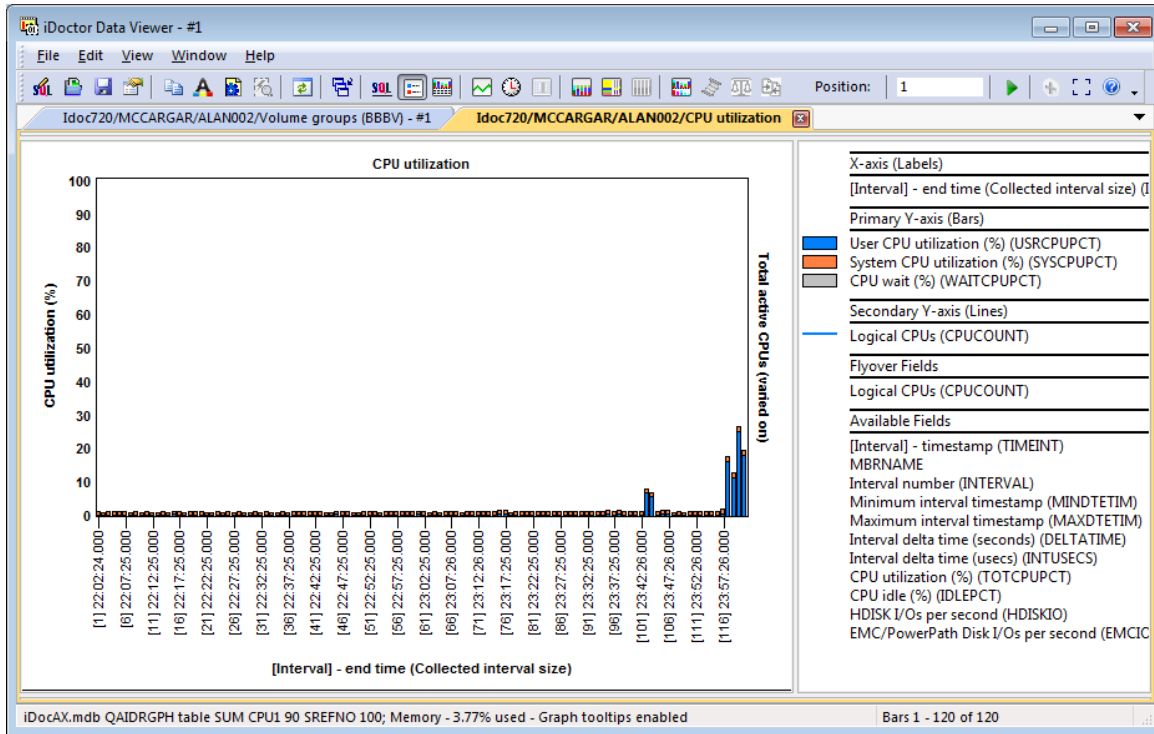 iDoctor Data Viewer - #1
File Edit View Window Help
SQL SQL Position: 1
Idoc720/MCCARGAR/ALAN002/Volume groups (BBBV) - #1 Idoc720/MCCARGAR/ALAN002/CPU utilization
CPU utilization
100
90
80
70
60
50
40
30
20
10
0
CPU utilization (%)
Total active CPUs (varied on)
[1] 22:02:24.000
[6] 22:07:25.000
[11] 22:12:25.000
[16] 22:17:25.000
[21] 22:22:25.000
[26] 22:27:25.000
[31] 22:32:25.000
[36] 22:37:25.000
[41] 22:42:25.000
[46] 22:47:25.000
[51] 22:52:25.000
[56] 22:57:25.000
[61] 23:02:25.000
[66] 23:07:26.000
[71] 23:12:26.000
[76] 23:17:25.000
[81] 23:22:25.000
[86] 23:27:25.000
[91] 23:32:25.000
[96] 23:37:25.000
[101] 23:42:26.000
[106] 23:47:26.000
[111] 23:52:26.000
[116] 23:57:26.000
[Interval] - end time (Collected interval size)
X-axis (Labels)
[Interval] - end time (Collected interval size) (I
Primary Y-axis (Bars)
User CPU utilization (%) (USRCPUPCT)
System CPU utilization (%) (SYSCPUPCT)
CPU wait (%) (WAITCPUPCT)
Secondary Y-axis (Lines)
Logical CPUs (CPUCOUNT)
Flyover Fields
Logical CPUs (CPUCOUNT)
Available Fields
[Interval] - timestamp (TIMEINT)
MBRNAME
Interval number (INTERVAL)
Minimum interval timestamp (MINDTETIM)
Maximum interval timestamp (MAXDTETIM)
Interval delta time (seconds) (DELTATIME)
Interval delta time (usecs) (INTUSECS)
CPU utilization (%) (TOTCPUPCT)
CPU idle (%) (IDLEPCT)
HDISK I/Os per second (HDISKIO)
EMC/PowerPath Disk I/Os per second (EMCIO
iDocAX.mdb QAIDRGPH table SUM CPU1 90 SREFNO 100; Memory - 3.77% used - Graph tooltips enabled
Bars 1 - 120 of 120